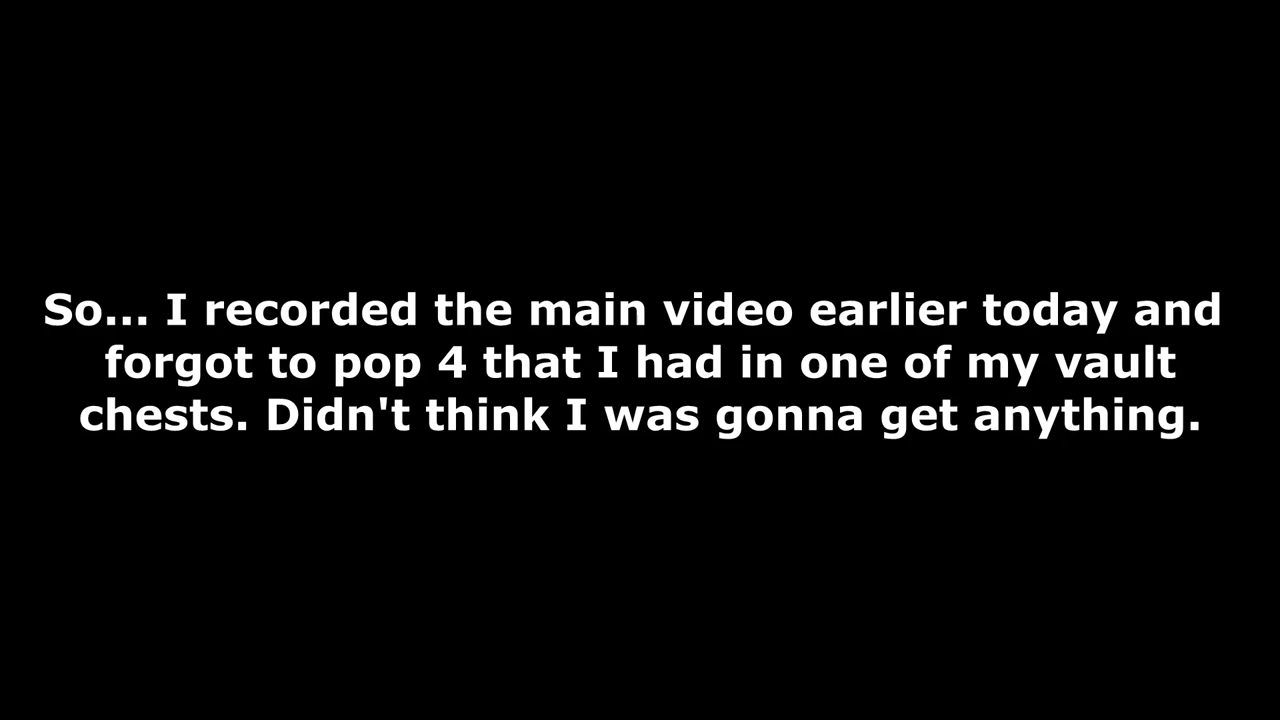 So... I recorded the main video earlier today and
forgot to pop 4 that I had in one of my vault
chests. Didn't think I was gonna get anything.